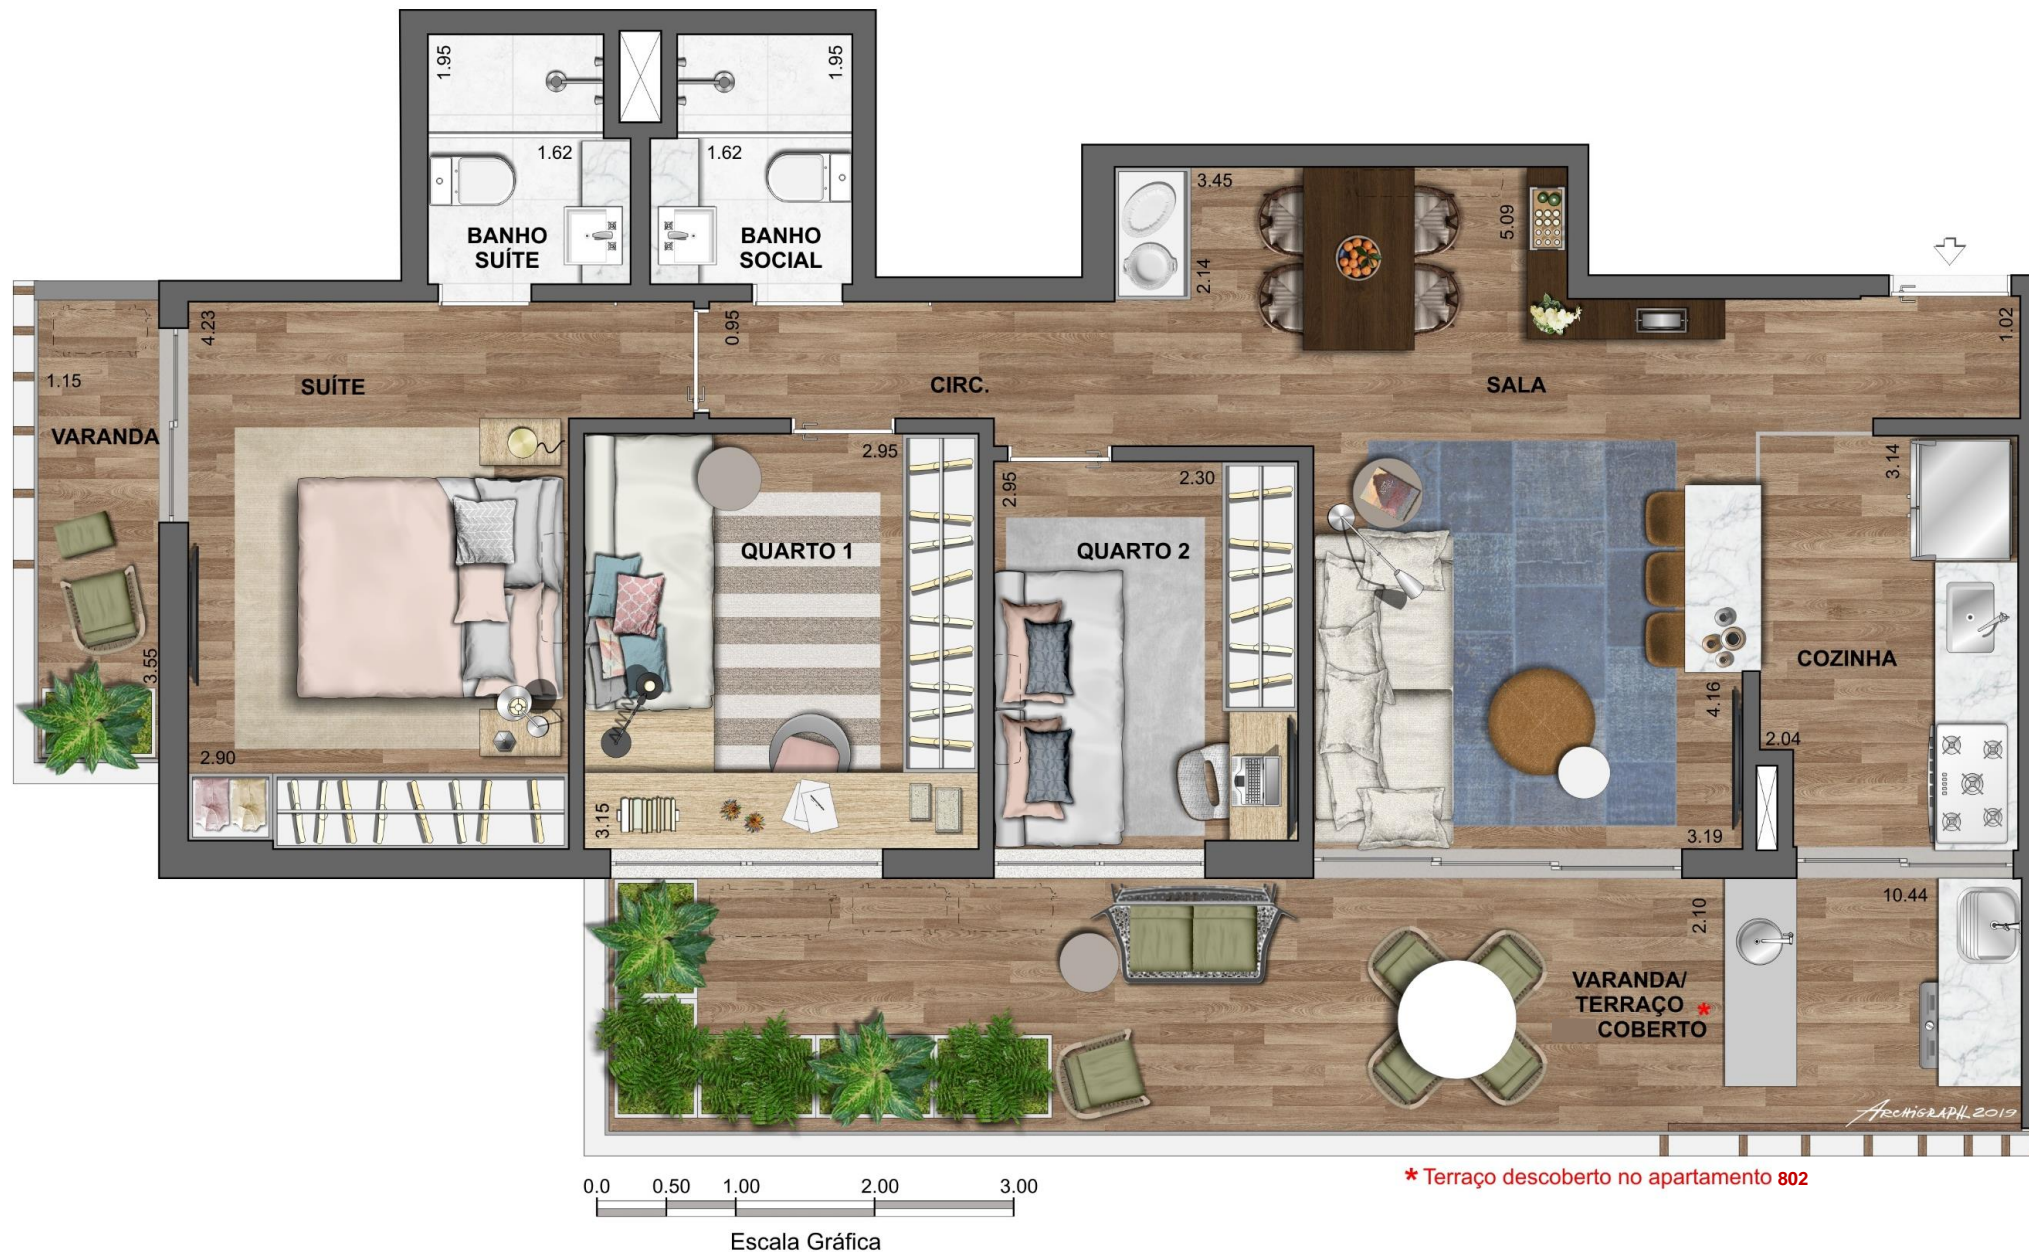 1.95
1.95
1.62
1.62
BANHO
SUÍTE
BANHO
SOCIAL
3.45
5.09
2.14
4.23
0.95
1.02
1.15
SUÍTE
CIRC.
SALA
VARANDA
2.95
2.95
2.30
3.14
QUARTO 1
QUARTO 2
3.55
COZINHA
4.16
2.04
2.90
3.15
3.19
10.44
2.10
VARANDA/
TERRAÇO
COBERTO *
ARCHIGRAPH 2019
* Terraço descoberto no apartamento 802
0.0 0.50 1.00 2.00 3.00
Escala Gráfica